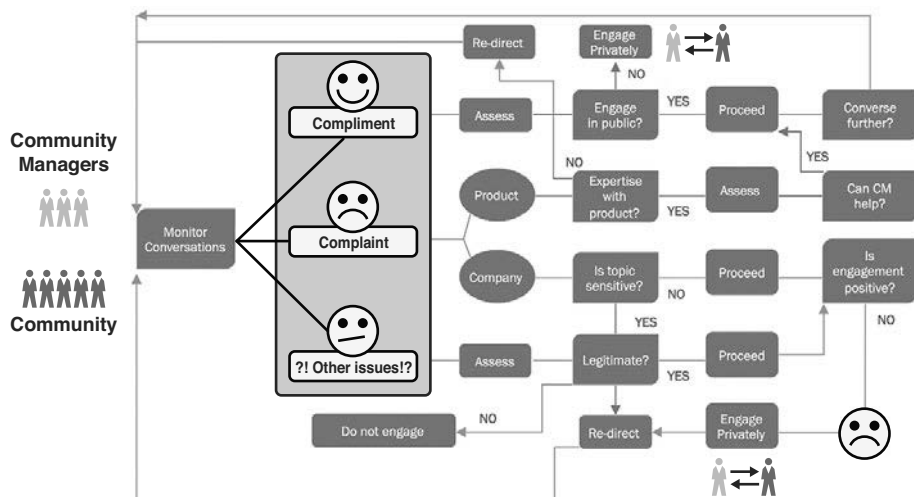 Community
Managers
Community
Monitor
Conversations
Compliment
Complaint
?! Other issues!?
Re-direct
Engage
Privately
NO
Assess
Engage
in public?
YES
Proceed
Converse
further?
YES
NO
Product
Expertise
with
product?
YES
Assess
Can CM
help?
Company
Is topic
sensitive?
NO
Proceed
Is
engagement
positive?
NO
YES
Assess
Legitimate?
YES
Proceed
NO
Do not engage
Re-direct
Engage
Privately